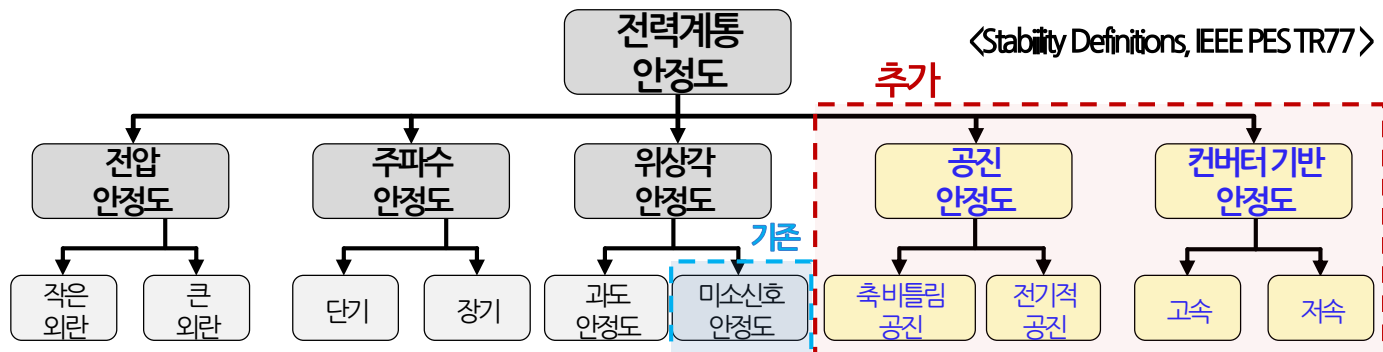 전력계통
안정도
<Stability Definitions, IEEE PES TR77 >
추가
전압
안정도
주파수
안정도
위상각
안정도
공진
안정도
컨버터 기반
안정도
기존
작은
외란
큰
외란
단기
장기
과도
안정도
미소신호
안정도
축 비틀림
공진
전기적
공진
고속
저속